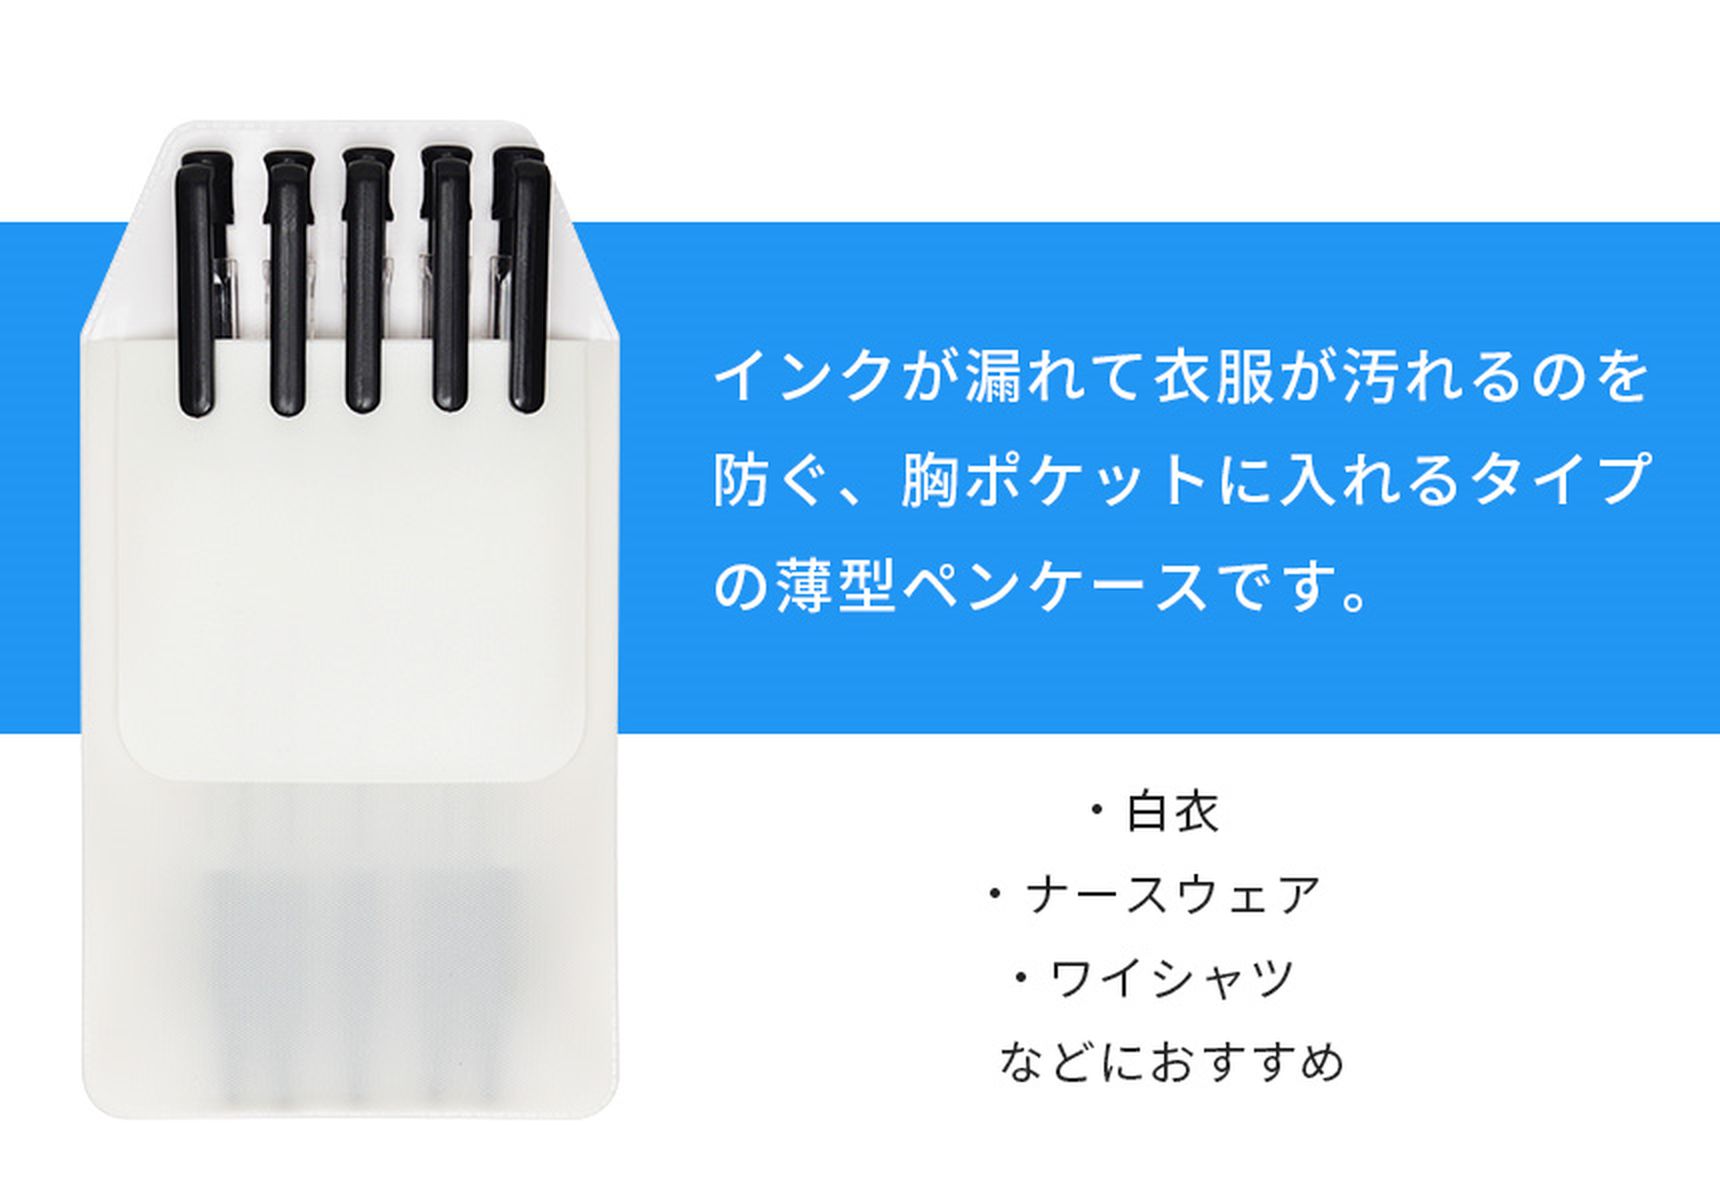 インクが漏れて衣服が汚れるのを
防ぐ、胸ポケットに入れるタイプ
の薄型ペンケースです。
・白衣
・ナースウェア
・ワイシャツ
などにおすすめ